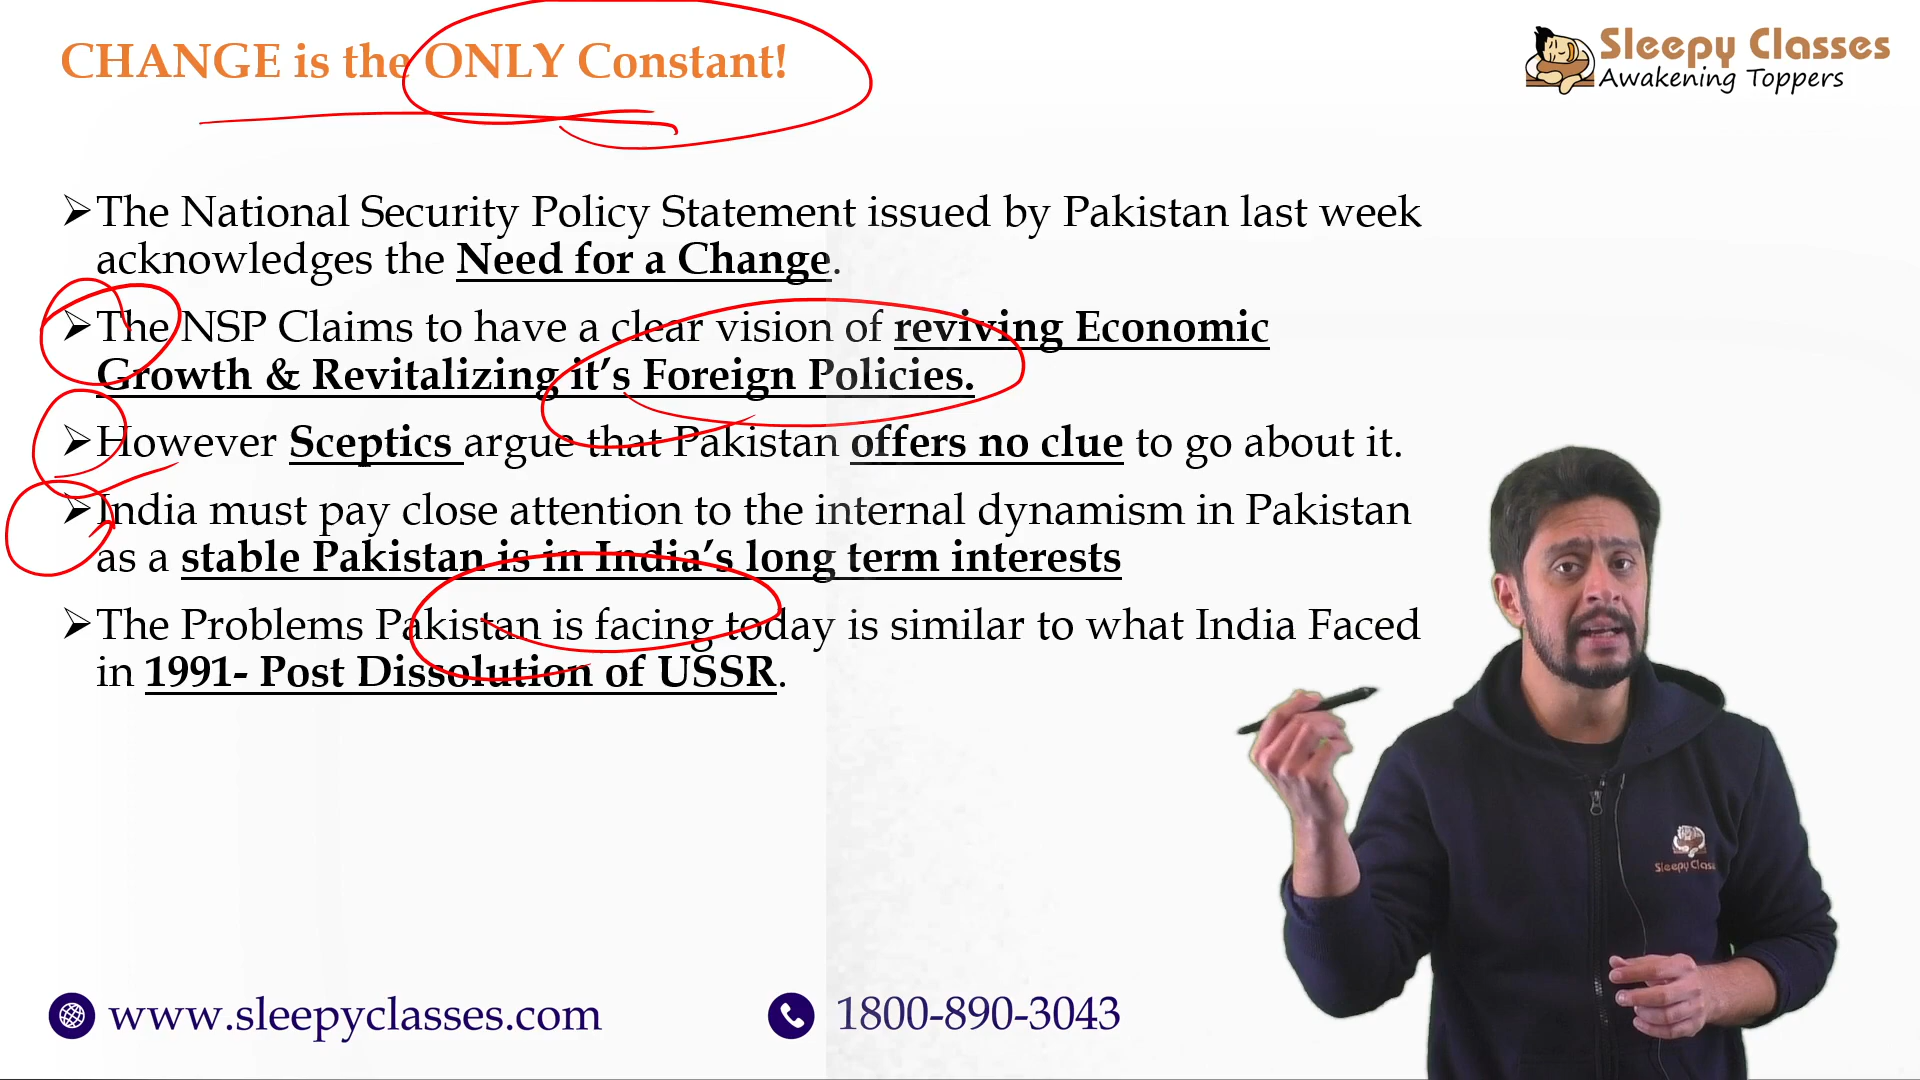 CHANGE is the ONLY Constant!
Sleepy Classes
Awakening Toppers
➢The National Security Policy Statement issued by Pakistan last week
acknowledges the Need for a Change.
➢The NSP Claims to have a clear vision of reviving Economic
Growth & Revitalizing it’s Foreign Policies.
➢However Sceptics argue that Pakistan offers no clue to go about it.
➢India must pay close attention to the internal dynamism in Pakistan
as a stable Pakistan is in India’s long term interests
➢The Problems Pakistan is facing today is similar to what India Faced
in 1991- Post Dissolution of USSR.
Sleepy Clas
www.sleepyclasses.com
1800-890-3043